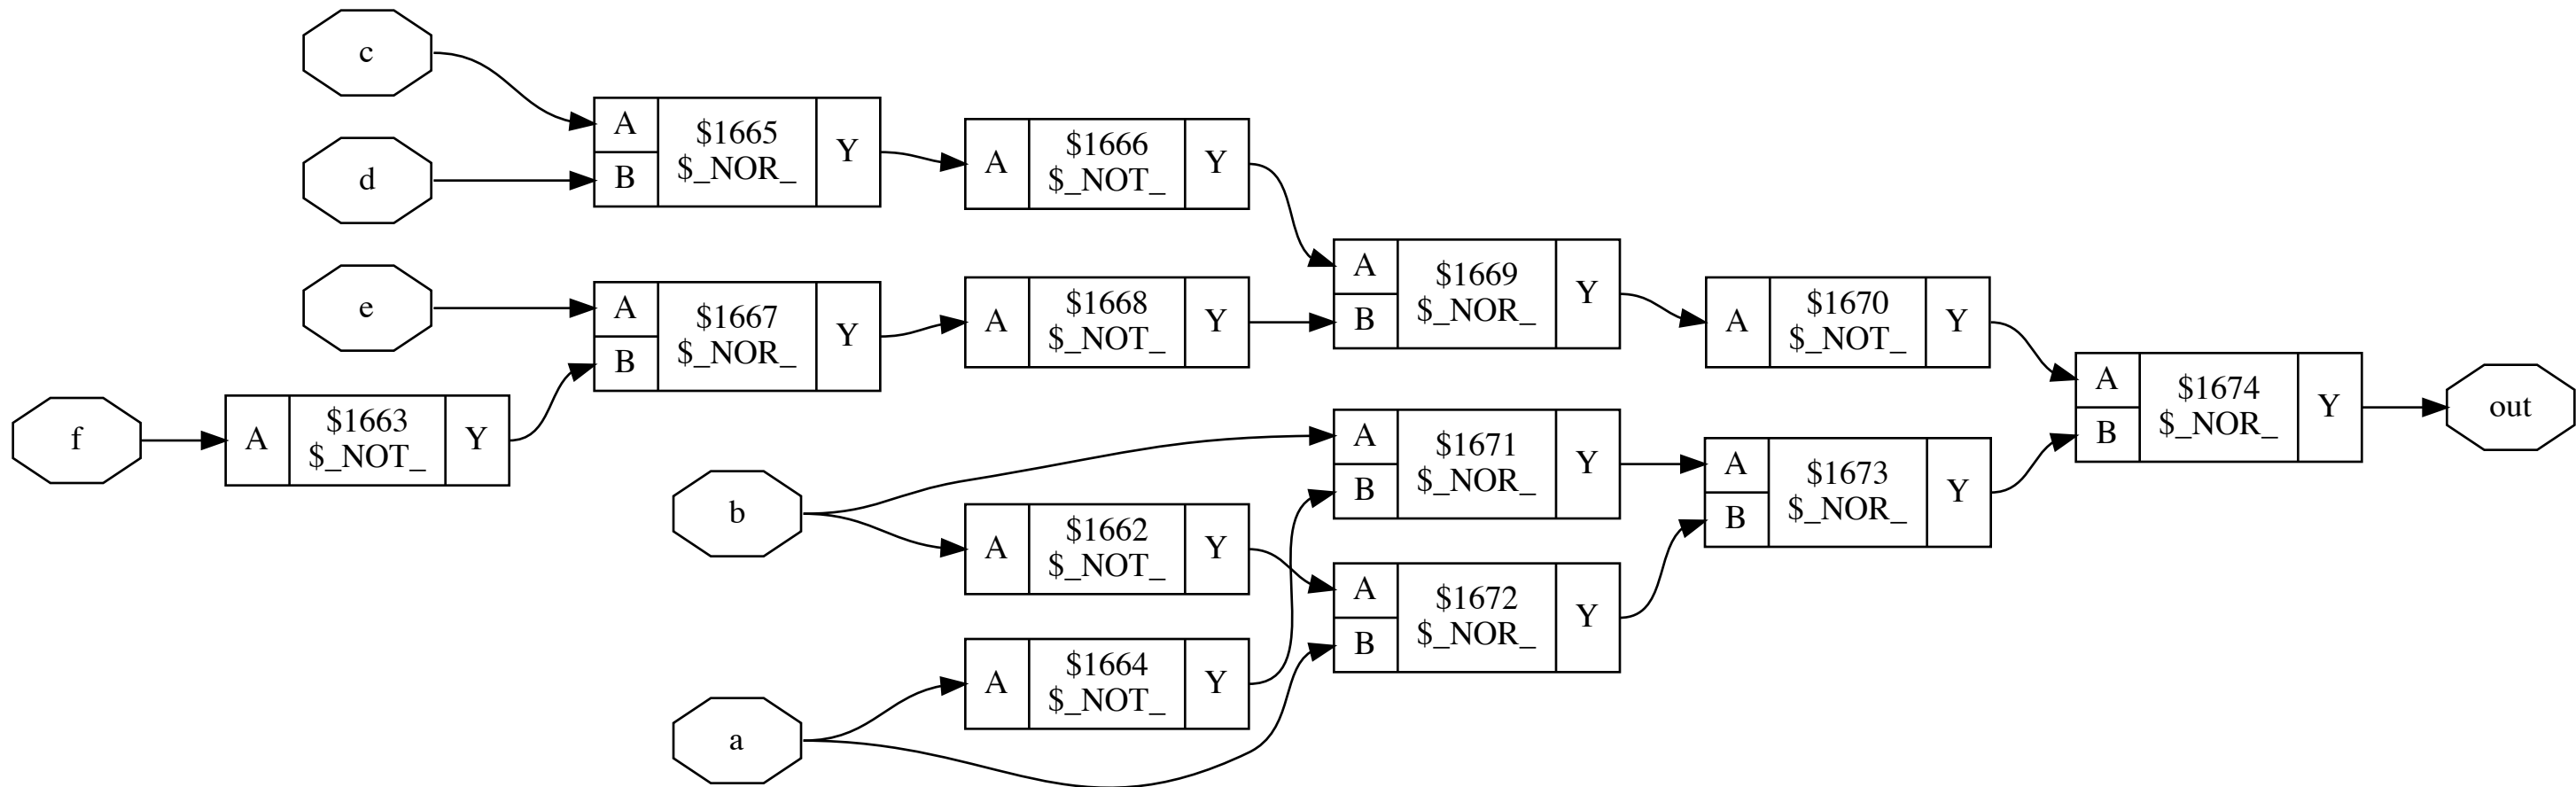 c
d
e
f
b
a
A
B
$1665
$_NOR_
Y
A
$1666
$_NOT_
Y
A
B
$1667
$_NOR_
Y
A
$1668
$_NOT_
Y
A
$1663
$_NOT_
Y
A
B
$1669
$_NOR_
Y
A
$1670
$_NOT_
Y
A
B
$1671
$_NOR_
Y
A
$1662
$_NOT_
Y
A
B
$1672
$_NOR_
Y
A
$1664
$_NOT_
Y
A
B
$1673
$_NOR_
Y
A
B
$1674
$_NOR_
Y
out